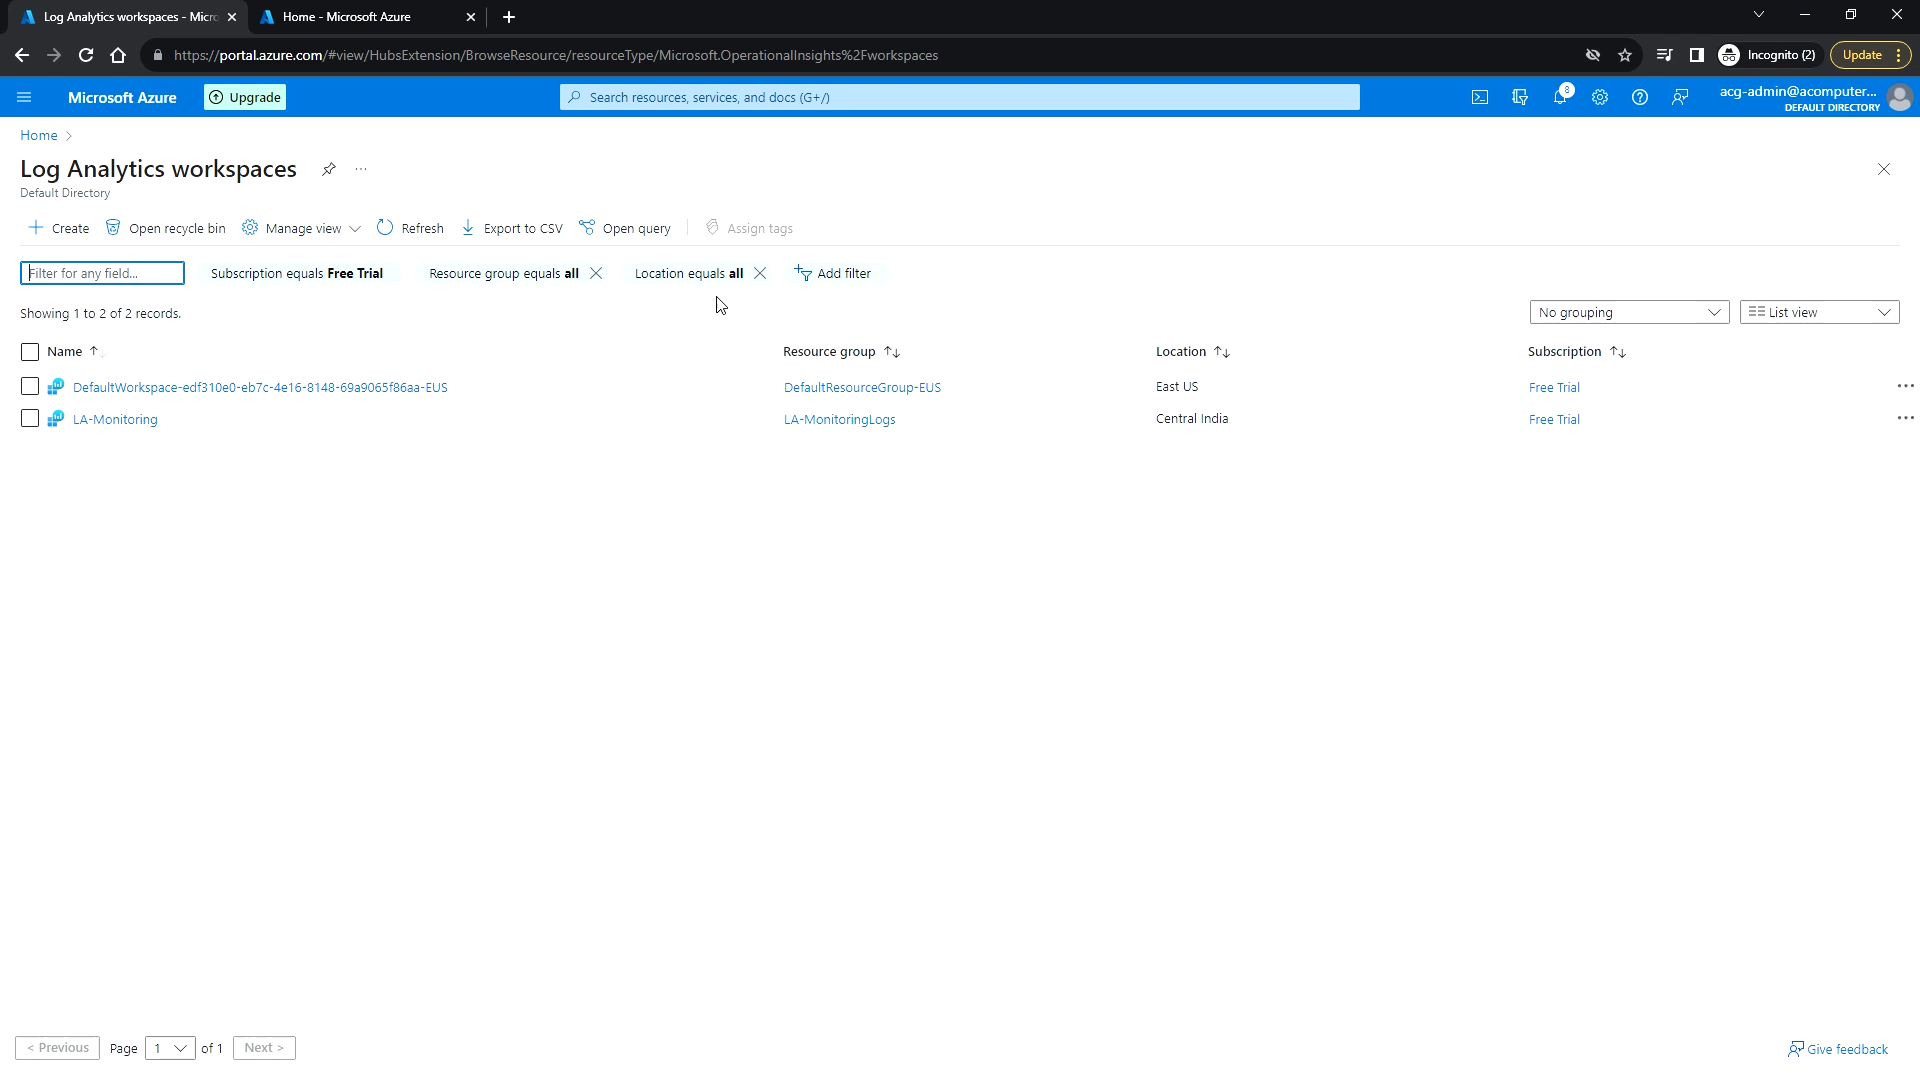 Log Analytics workspaces - Micro
Home - Microsoft Azure
https://portal.azure.com/#view/HubsExtension/BrowseResource/resourceType/Microsoft.OperationalInsights%2Fworkspaces
Incognito (2)
Update
Microsoft Azure
Upgrade
Search resources, services, and docs (G+/)
8
acg-admin@acomputer...
DEFAULT DIRECTORY
Home >
Log Analytics workspaces
...
Default Directory
Create
Open recycle bin
Manage view
Refresh
Export to CSV
Open query
Assign tags
Filter for any field...
Subscription equals Free Trial
Resource group equals all
Location equals all
Add filter
Showing 1 to 2 of 2 records.
No grouping
List view
Name
Resource group
Location
Subscription
DefaultWorkspace-edf310e0-eb7c-4e16-8148-69a9065f86aa-EUS
DefaultResourceGroup-EUS
East US
Free Trial
...
LA-Monitoring
LA-MonitoringLogs
Central India
Free Trial
...
< Previous
Page
1
of 1
Next >
Give feedback